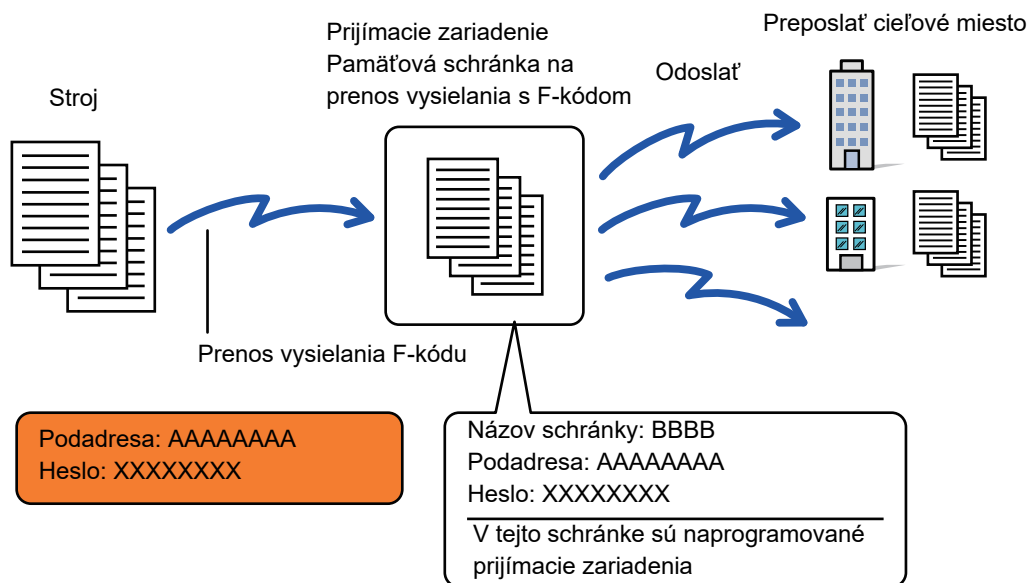 Stroj
Prijímacie zariadenie
Pamäťová schránka na
prenos vysielania s F-kódom
Odoslať
Preposlať cieľové miesto
Prenos vysielania F-kódu
Podadresa: AAAAAAAA
Heslo: XXXXXXXX
Názov schránky: BBBB
Podadresa: AAAAAAAA
Heslo: XXXXXXXX
V tejto schránke sú naprogramované
prijímacie zariadenia